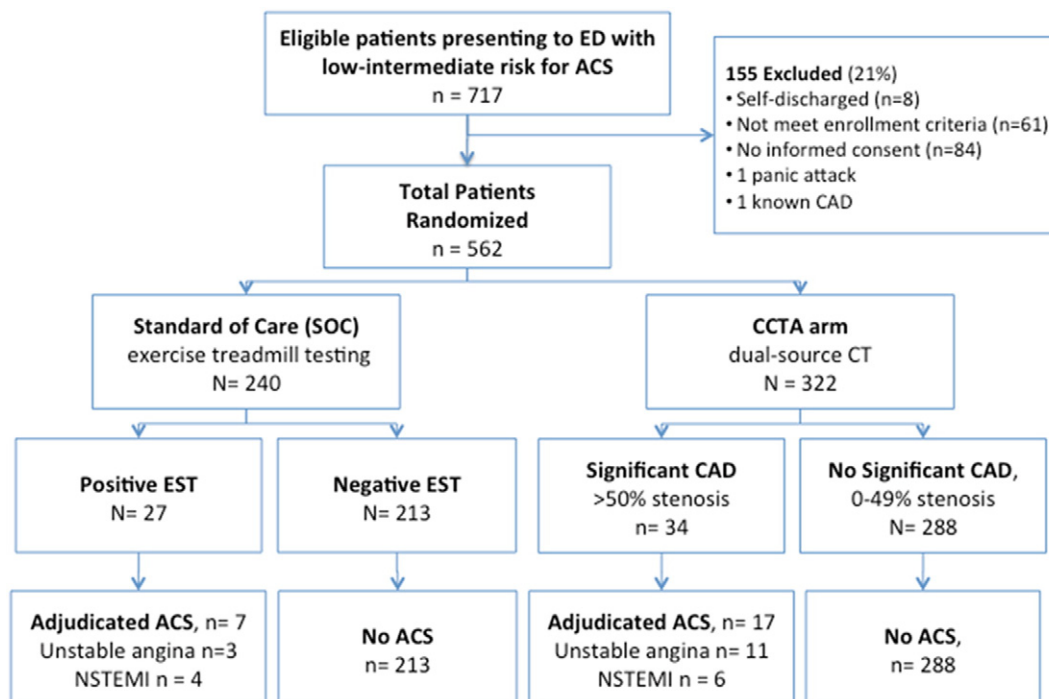 Eligible patients presenting to ED with
low-intermediate risk for ACS
n = 717
155 Excluded (21%)
• Self-discharged (n=8)
• Not meet enrollment criteria (n=61)
• No informed consent (n=84)
• 1 panic attack
• 1 known CAD
Total Patients
Randomized
n = 562
Standard of Care (SOC)
exercise treadmill testing
N= 240
CCTA arm
dual-source CT
N = 322
Positive EST
N= 27
Negative EST
N= 213
Significant CAD
>50% stenosis
n= 34
No Significant CAD,
0-49% stenosis
N= 288
Adjudicated ACS, n= 7
Unstable angina n=3
NSTEMI n = 4
No ACS
n= 213
Adjudicated ACS, n= 17
Unstable angina n= 11
NSTEMI n = 6
No ACS,
n= 288